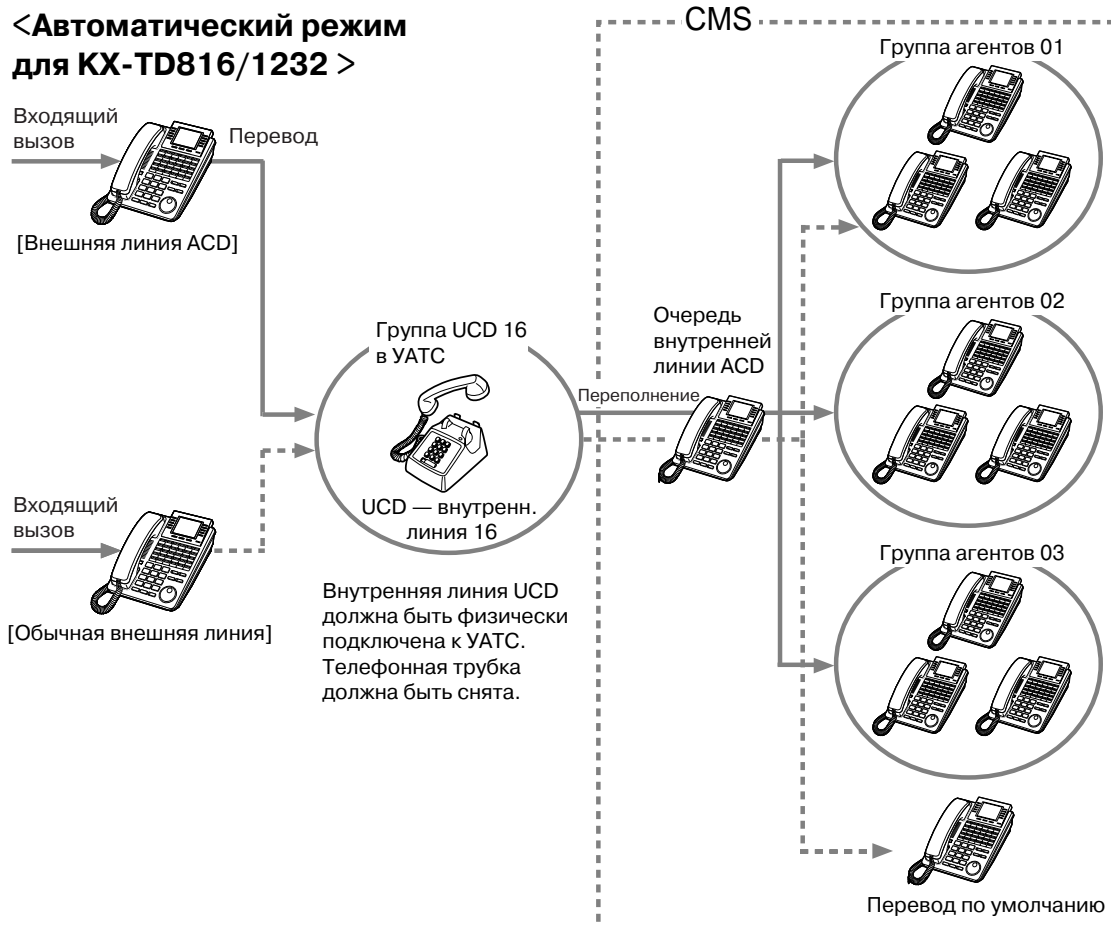 <Автоматический режим
для KX-TD816/1232 >
CMS
Группа агентов 01
Входящий
вызов
Перевод
[Внешняя линия ACD]
Группа UCD 16
в УАТС
Очередь
внутренней
линии ACD
Группа агентов 02
Переполнение
UCD — внутренн.
линия 16
Входящий
вызов
[Обычная внешняя линия]
Внутренняя линия UCD
должна быть физически
подключена к УАТС.
Телефонная трубка
должна быть снята.
Группа агентов 03
Перевод по умолчанию